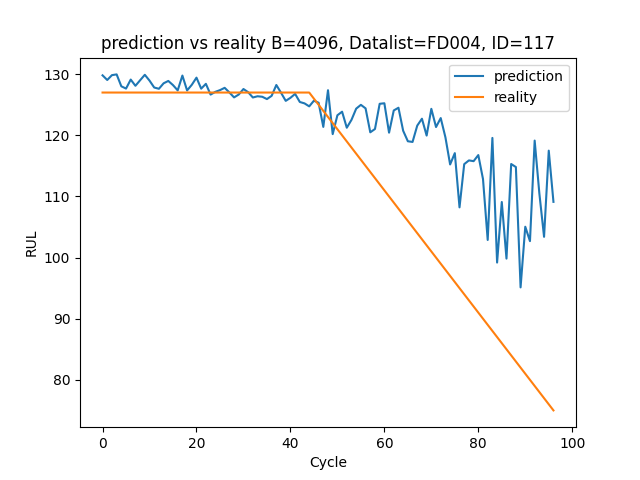 prediction vs reality B=4096, Datalist=FD004, ID=117
prediction
reality
RUL
130
120
110
100
90
80
0 20 40 60 80 100
Cycle